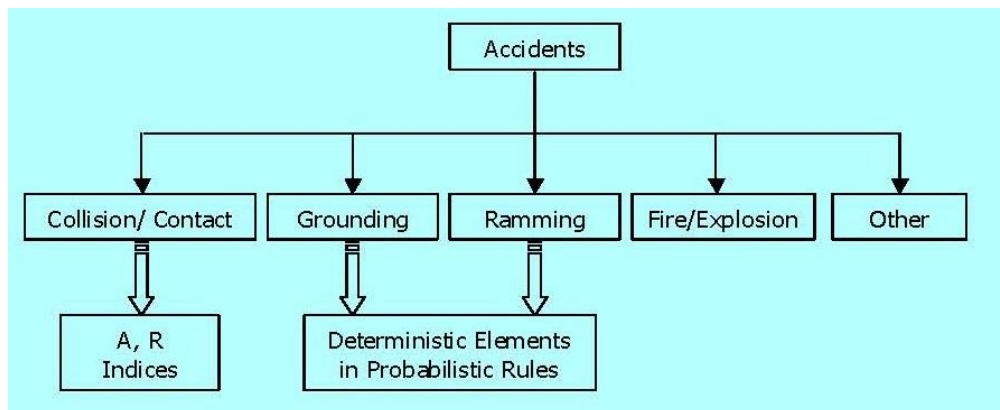 Accidents
Collision/ Contact
Grounding
Ramming
Fire/Explosion
Other
A, R
Indices
Deterministic Elements
in Probabilistic Rules